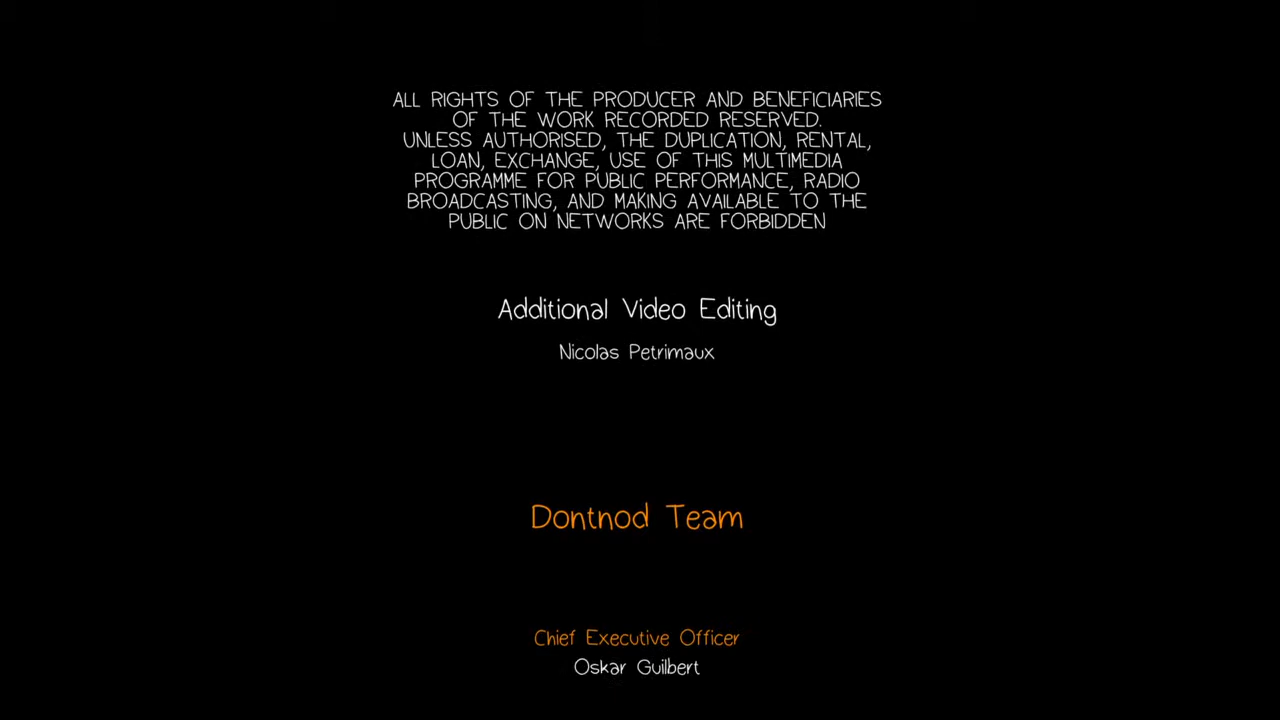 ALL RIGHTS OF THE PRODUCER AND BENEFICIARIES
OF THE WORK RECORDED RESERVED.
UNLESS AUTHORISED, THE DUPLICATION, RENTAL,
LOAN, EXCHANGE, USE OF THIS MULTIMEDIA
PROGRAMME FOR PUBLIC PERFORMANCE, RADIO
BROADCASTING, AND MAKING AVAILABLE TO THE
PUBLIC ON NETWORKS ARE FORBIDDEN
Additional Video Editing
Nicolas Petrimaux
Dontnod Team
Chief Executive Officer
Oskar Guilbert